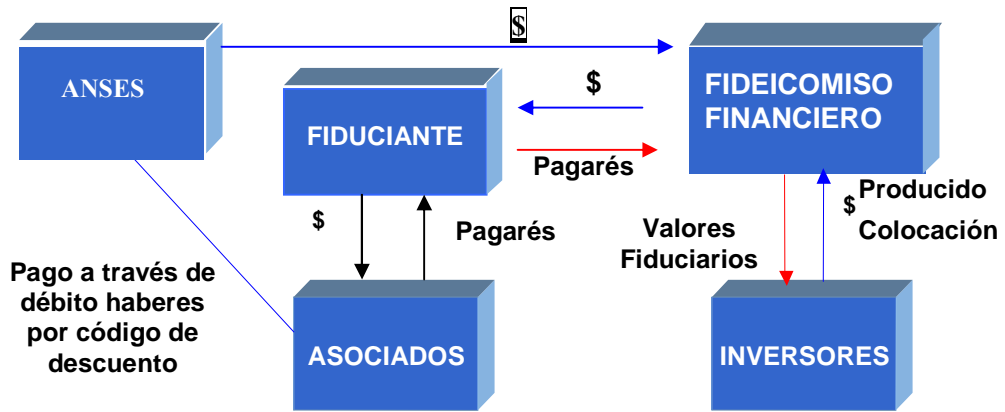 $
ANSES
FIDEICOMISO
FINANCIERO
$
FIDUCIANTE
Pagarés
$
Pagarés
$
Producido
Colocación
Valores
Fiduciarios
Pago a través de
débito haberes
por código de
descuento
ASOCIADOS
INVERSORES